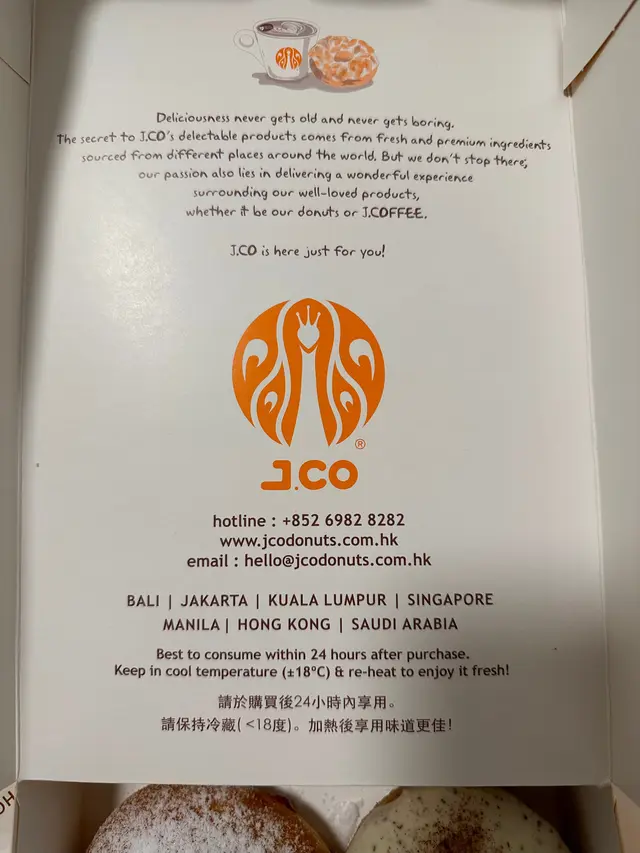 Deliciousness never gets old and never gets boring.
The secret to J.CO's delectable products comes from fresh and premium ingredients
sourced from different places around the world. But we don't stop there;
our passion also lies in delivering a wonderful experience
surrounding our well-loved products,
whether it be our donuts or J.COFFEE.
J.CO is here just for you!
®
J.CO
hotline : +852 6982 8282
www.jcodonuts.com.hk
email : hello@jcodonuts.com.hk
BALI | JAKARTA | KUALA LUMPUR | SINGAPORE
MANILA | HONG KONG | SAUDI ARABIA
Best to consume within 24 hours after purchase.
Keep in cool temperature (±18°C) & re-heat to enjoy it fresh!
請於購買後24小時內享用。
請保持冷藏( <18度)。加熱後享用味道更佳!